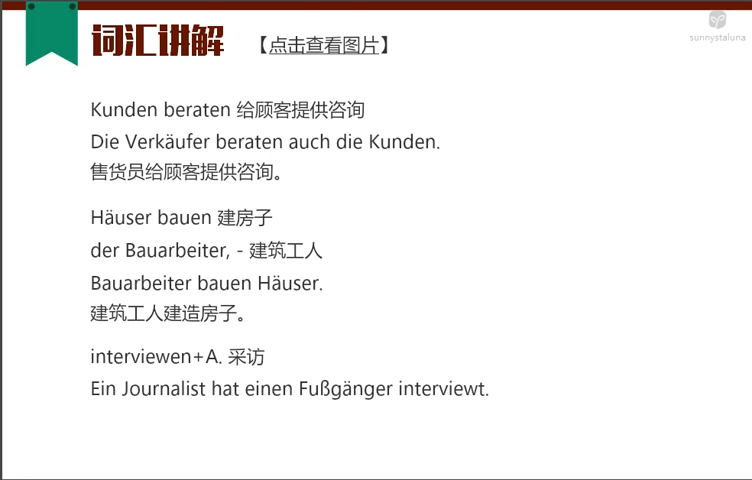 词汇讲解 【点击查看图片】
sunnystaluna
Kunden beraten 给顾客提供咨询
Die Verkäufer beraten auch die Kunden.
售货员给顾客提供咨询。
Häuser bauen 建房子
der Bauarbeiter, - 建筑工人
Bauarbeiter bauen Häuser.
建筑工人建造房子。
interviewen+A. 采访
Ein Journalist hat einen Fußgänger interviewt.